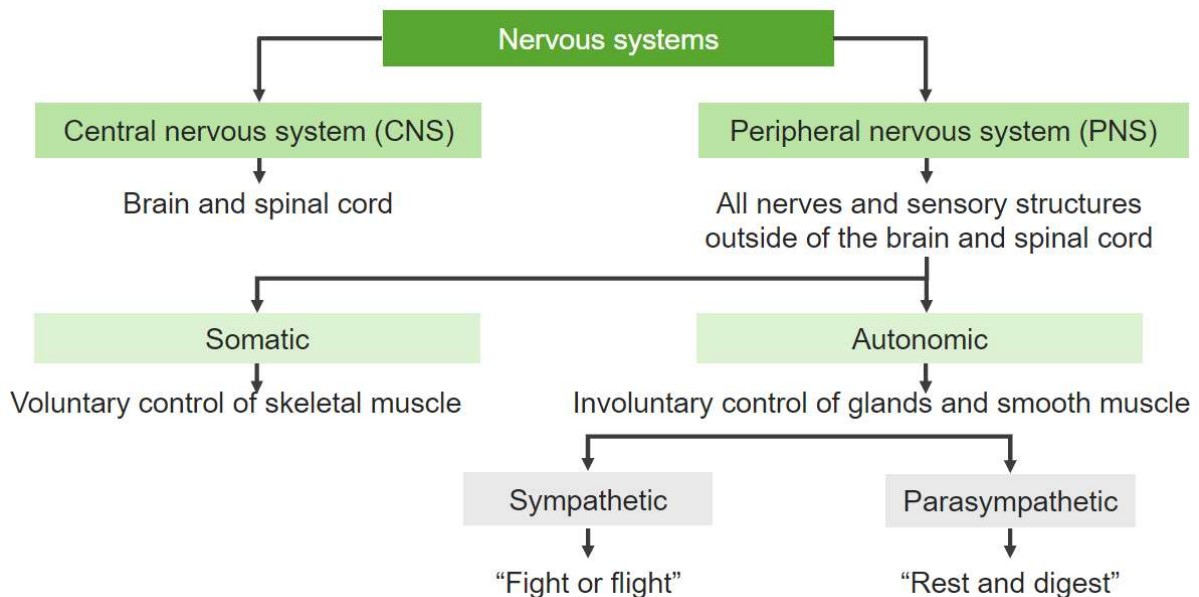 Nervous systems
Central nervous system (CNS)
Peripheral nervous system (PNS)
Brain and spinal cord
All nerves and sensory structures
outside of the brain and spinal cord
Somatic
Autonomic
Voluntary control of skeletal muscle
Involuntary control of glands and smooth muscle
Sympathetic
Parasympathetic
“Fight or flight”
“Rest and digest”